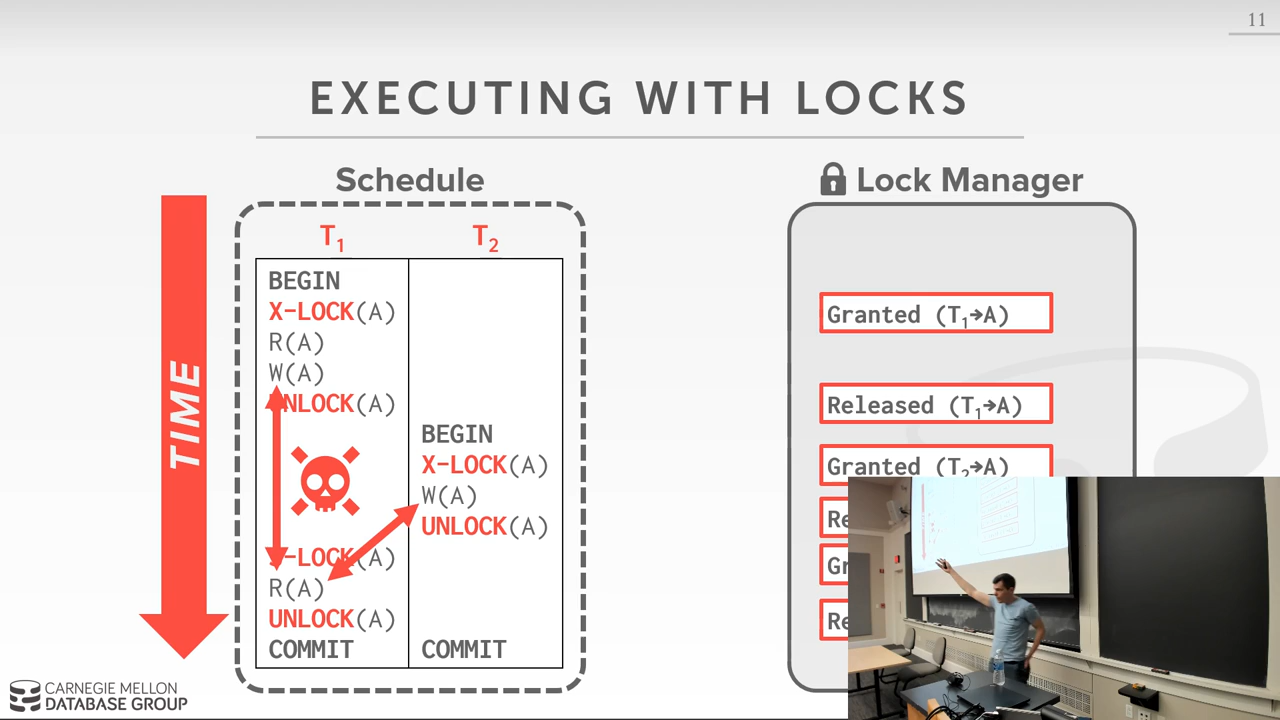 11
EXECUTING WITH LOCKS
Schedule
Lock Manager
TIME
T1
T2
BEGIN
X-LOCK(A)
R(A)
W(A)
UNLOCK(A)
BEGIN
X-LOCK(A)
W(A)
UNLOCK(A)
S-LOCK(A)
R(A)
UNLOCK(A)
COMMIT
COMMIT
Granted (T1→A)
Released (T1→A)
Granted (T2→A)
Re
Gr
Re
CARNEGIE MELLON
DATABASE GROUP